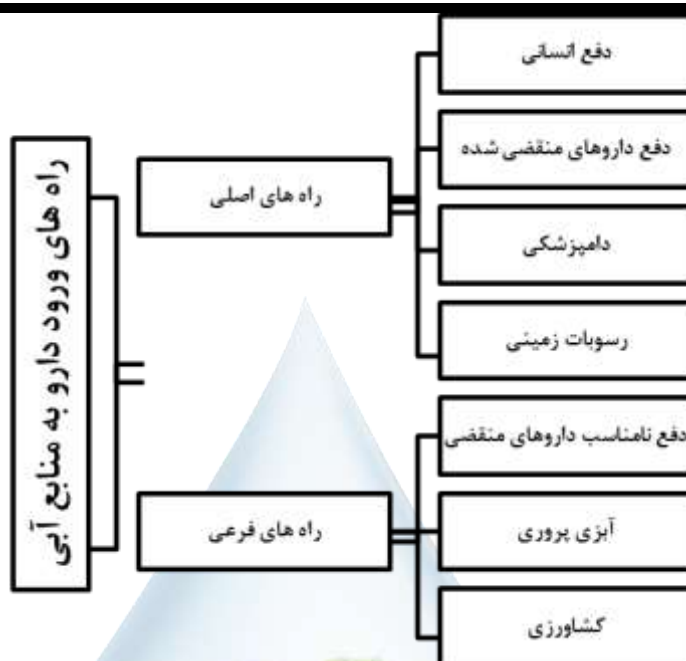 راه های ورود دارو به منابع آبی
راه های اصلی
دفع انسانی
دفع داروهای منقضی شده
دامپزشکی
رسوبات زمینی
راه های فرعی
دفع نامناسب داروهای منقضی
آبزی پروری
کشاورزی